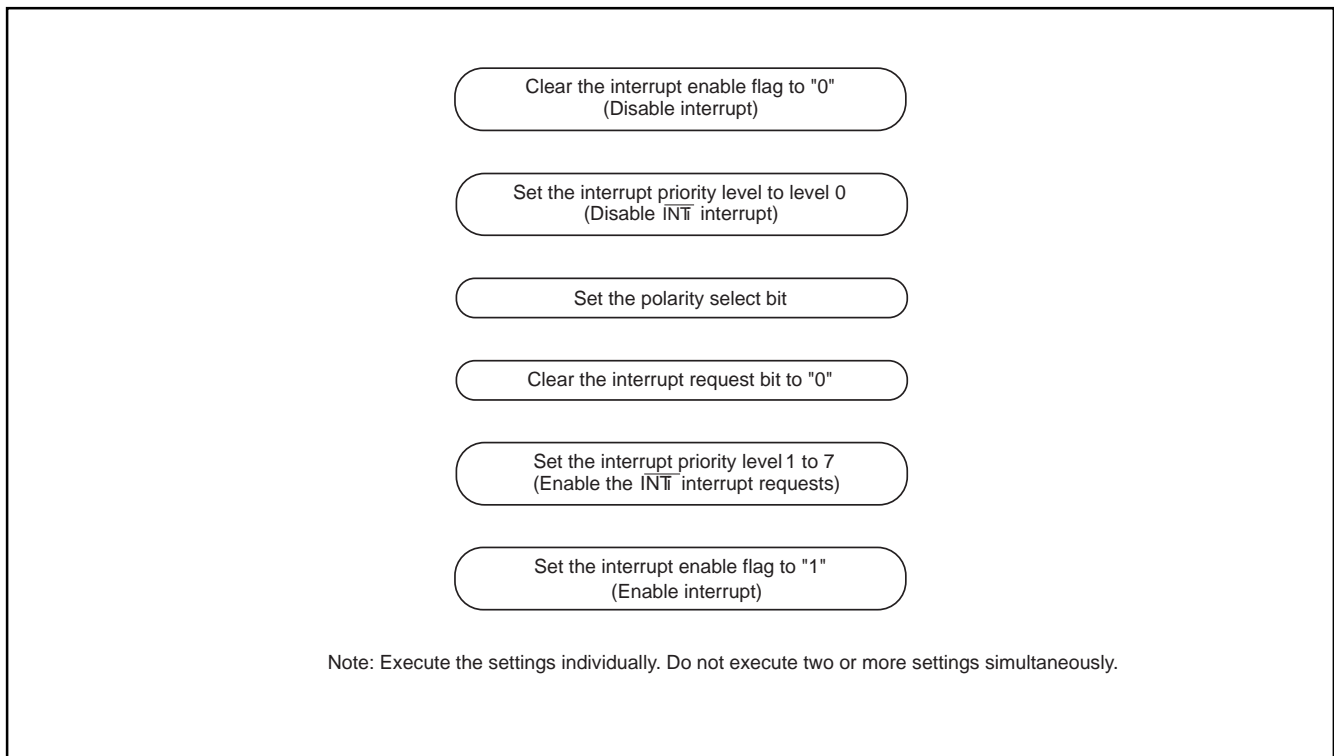 Clear the interrupt enable flag to "0"
(Disable interrupt)
Set the interrupt priority level to level 0
(Disable INTi interrupt)
Set the polarity select bit
Clear the interrupt request bit to "0"
Set the interrupt priority level 1 to 7
(Enable the INTi interrupt requests)
Set the interrupt enable flag to "1"
(Enable interrupt)
Note: Execute the settings individually. Do not execute two or more settings simultaneously.